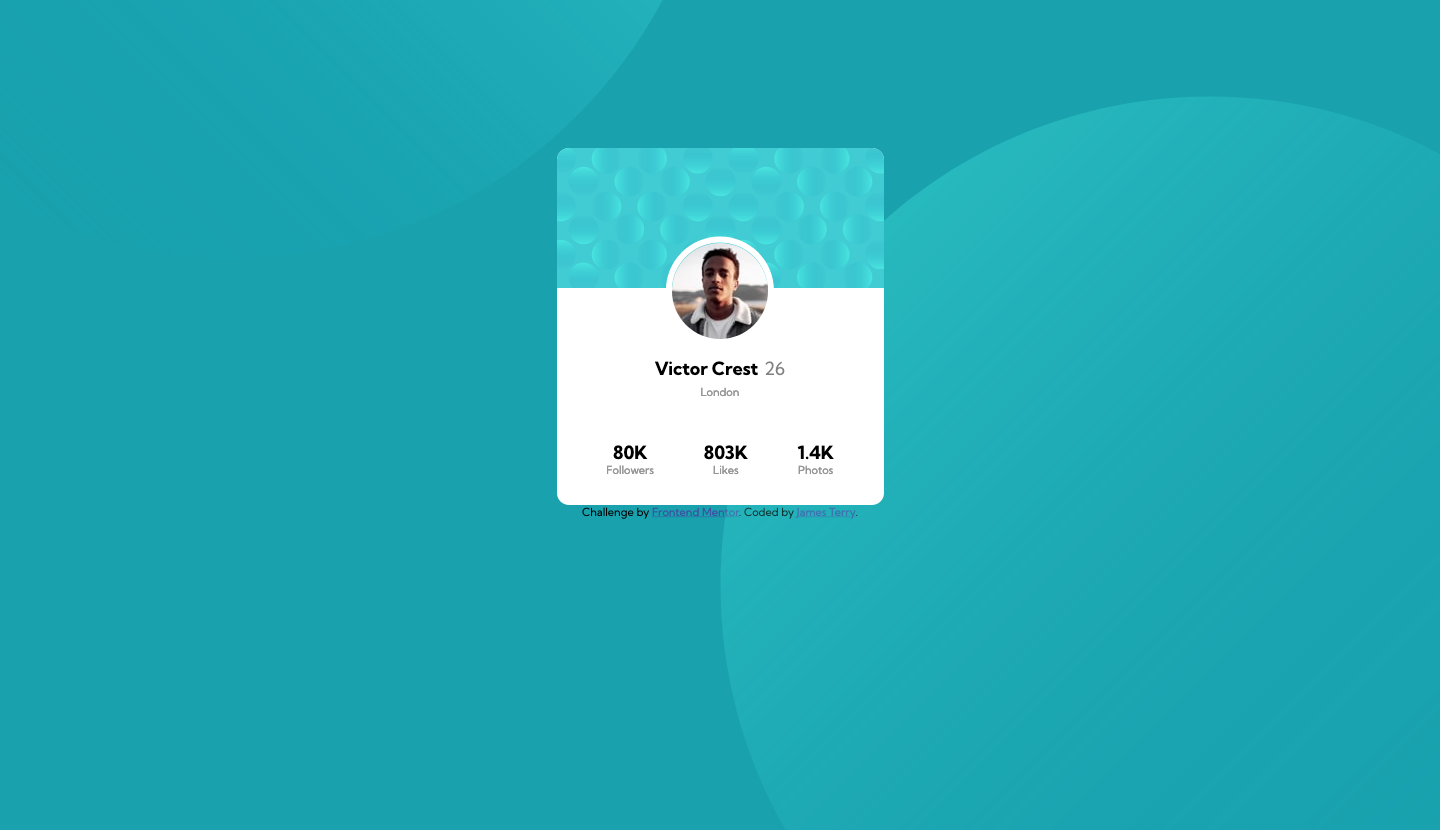 Victor Crest 26
London
80K 803K 1.4K
Followers Likes Photos
Challenge by Frontend Mentor. Coded by James Terry.